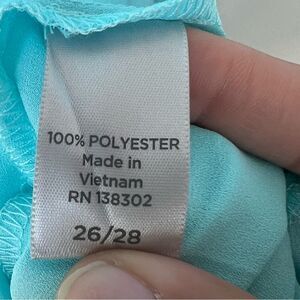 100% POLYESTER
Made in
Vietnam
RN 138302
26/28